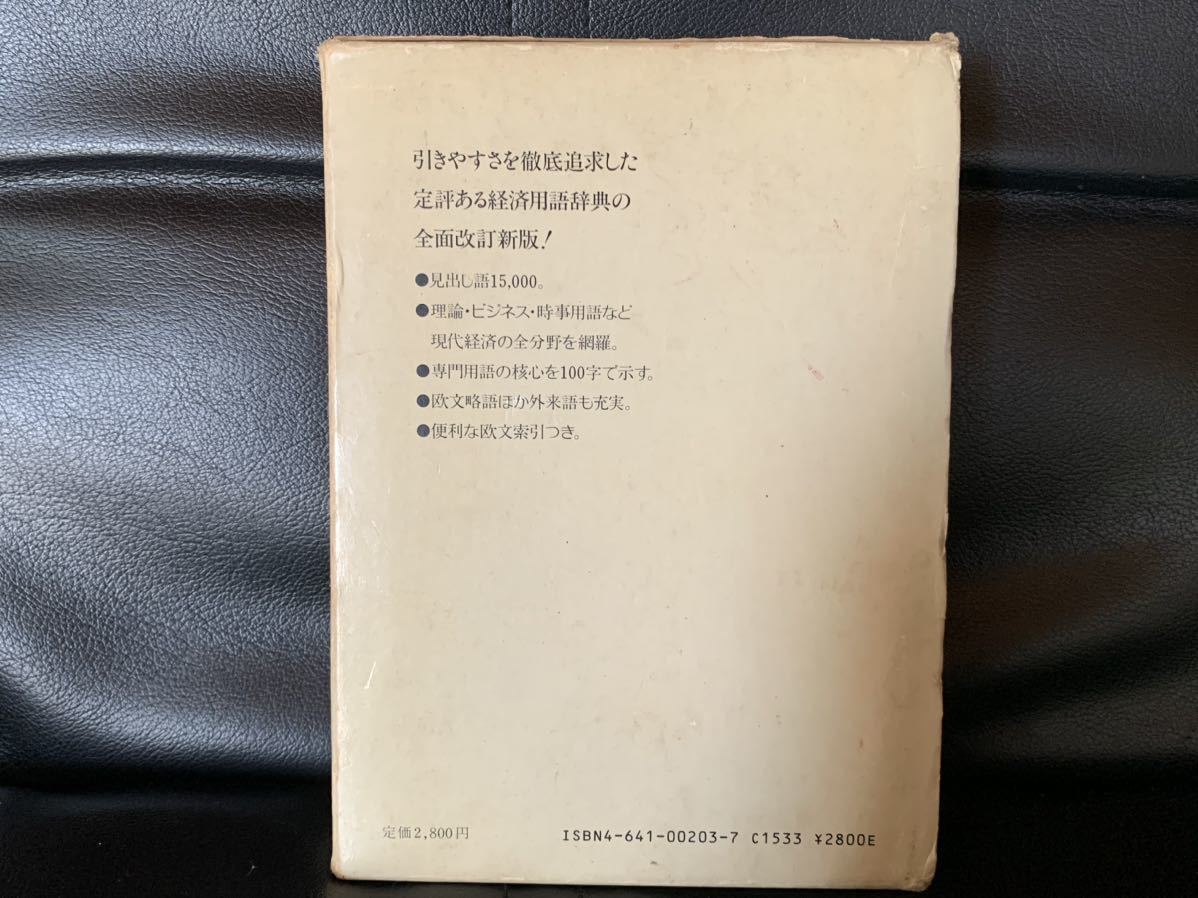 引きやすさを徹底追求した
定評ある経済用語辞典の
全面改訂新版!
●見出し語15,000。
●理論・ビジネス・時事用語など
現代経済の全分野を網羅。
●専門用語の核心を100字で示す。
●欧文略語ほか外来語も充実。
●便利な欧文索引つき。
定価2,800円
ISBN4-641-00203-7 C1533 ¥2800E